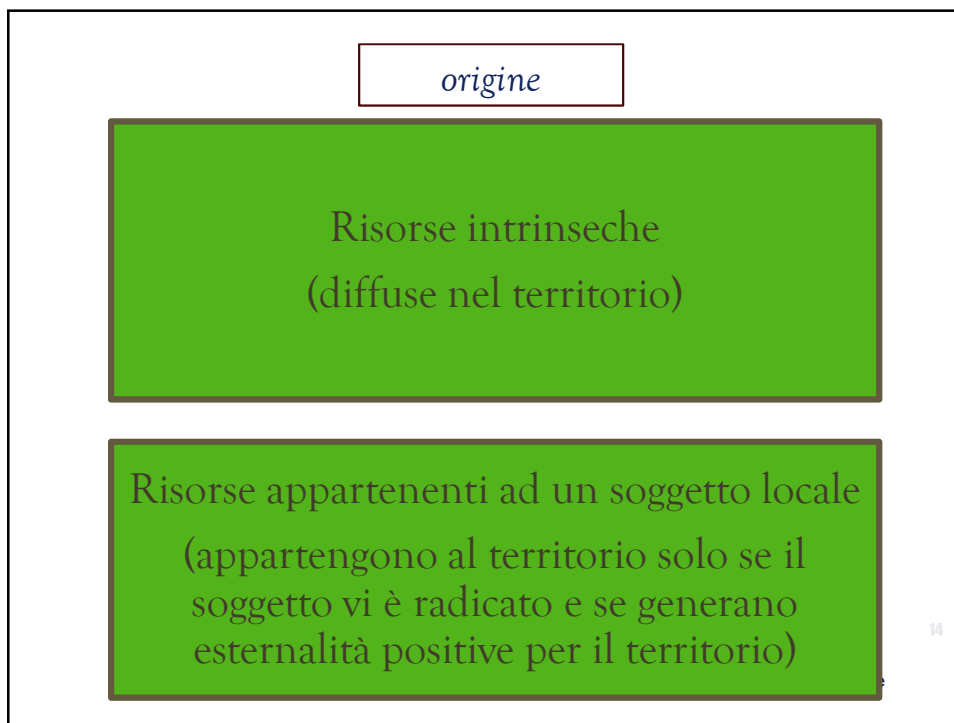 origine
Risorse intrinseche
(diffuse nel territorio)
Risorse appartenenti ad un soggetto locale
(appartengono al territorio solo se il
soggetto vi è radicato e se generano
esternalità positive per il territorio)
14